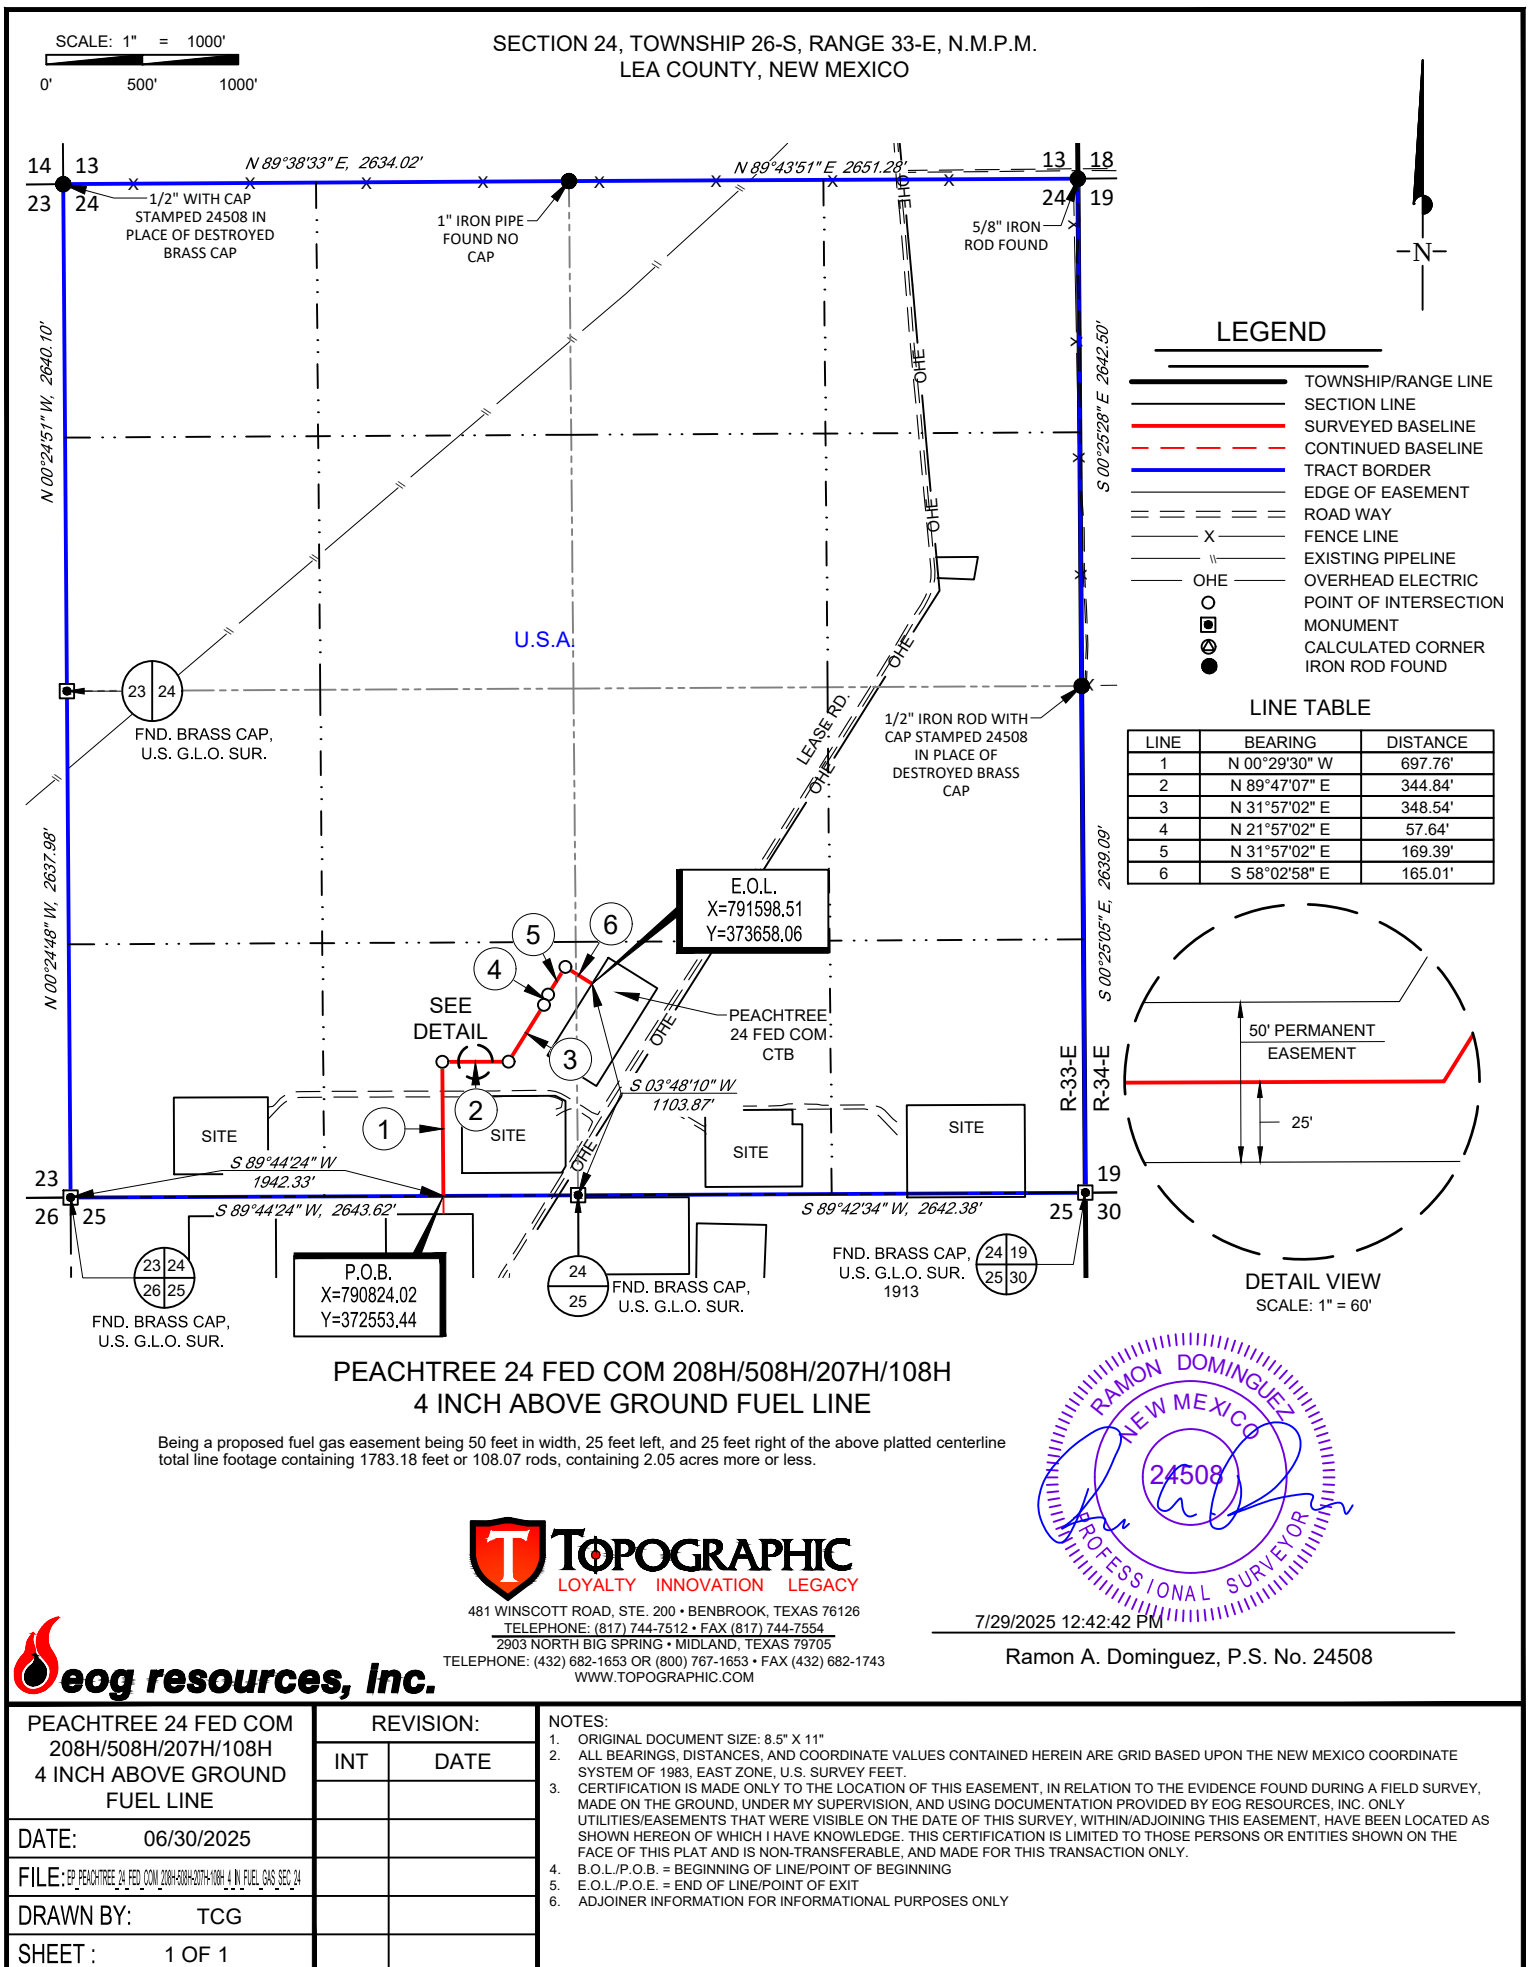 SCALE: 1" = 1000'
0' 500' 1000'
SECTION 24, TOWNSHIP 26-S, RANGE 33-E, N.M.P.M.
LEA COUNTY, NEW MEXICO
-N-
14 13
23 24
N 89°38'33" E, 2634.02'
N 89°43'51" E 2651.28'
13 18
24 19
1/2" WITH CAP
STAMPED 24508 IN
PLACE OF DESTROYED
BRASS CAP
1" IRON PIPE
FOUND NO
CAP
5/8" IRON
ROD FOUND
OHE
OHE
OHE
OHE
OHE
OHE
OHE
N 00°24'51" W, 2640.10'
S 00°25'28" E 2642.50'
N 00°24'48" W, 2637.98'
S 00°25'05" E, 2639.09'
LEGEND
TOWNSHIP/RANGE LINE
SECTION LINE
SURVEYED BASELINE
CONTINUED BASELINE
TRACT BORDER
EDGE OF EASEMENT
ROAD WAY
X FENCE LINE
\\ EXISTING PIPELINE
OHE OVERHEAD ELECTRIC
POINT OF INTERSECTION
MONUMENT
CALCULATED CORNER
IRON ROD FOUND
U.S.A.
23 24
FND. BRASS CAP,
U.S. G.L.O. SUR.
LEASE RD.
1/2" IRON ROD WITH
CAP STAMPED 24508
IN PLACE OF
DESTROYED BRASS
CAP
LINE TABLE
LINE BEARING DISTANCE
1 N 00°29'30" W 697.76'
2 N 89°47'07" E 344.84'
3 N 31°57'02" E 348.54'
4 N 21°57'02" E 57.64'
5 N 31°57'02" E 169.39'
6 S 58°02'58" E 165.01'
E.O.L.
X=791598.51
Y=373658.06
5 6
4
SEE
DETAIL
3
2
1
PEACHTREE
24 FED COM
CTB
S 03°48'10" W
1103.87'
SITE
SITE
SITE
SITE
R-33-E
R-34-E
50' PERMANENT
EASEMENT
25'
DETAIL VIEW
SCALE: 1" = 60'
S 89°44'24" W
1942.33'
23
26 25
S 89°44'24" W, 2643.62'
S 89°42'34" W, 2642.38'
19
25 30
23 24
26 25
FND. BRASS CAP,
U.S. G.L.O. SUR.
P.O.B.
X=790824.02
Y=372553.44
24
25
FND. BRASS CAP,
U.S. G.L.O. SUR.
FND. BRASS CAP,
U.S. G.L.O. SUR.
1913
24 19
25 30
PEACHTREE 24 FED COM 208H/508H/207H/108H
4 INCH ABOVE GROUND FUEL LINE
Being a proposed fuel gas easement being 50 feet in width, 25 feet left, and 25 feet right of the above platted centerline
total line footage containing 1783.18 feet or 108.07 rods, containing 2.05 acres more or less.
RAMON DOMINGUEZ
NEW MEXICO
24508
PROFESSIONAL SURVEYOR
T TOPOGRAPHIC
LOYALTY INNOVATION LEGACY
481 WINSCOTT ROAD, STE. 200 • BENBROOK, TEXAS 76126
TELEPHONE: (817) 744-7512 • FAX (817) 744-7554
2903 NORTH BIG SPRING • MIDLAND, TEXAS 79705
TELEPHONE: (432) 682-1653 OR (800) 767-1653 • FAX (432) 682-1743
WWW.TOPOGRAPHIC.COM
7/29/2025 12:42:42 PM
Ramon A. Dominguez, P.S. No. 24508
eog resources, inc.
PEACHTREE 24 FED COM
208H/508H/207H/108H
4 INCH ABOVE GROUND
FUEL LINE
DATE: 06/30/2025
FILE: EP_PEACHTREE_24_FED_COM_208H-508H-207H-108H_4_IN_FUEL_GAS_SEC_24
DRAWN BY: TCG
SHEET : 1 OF 1
REVISION:
INT DATE
NOTES:
1. ORIGINAL DOCUMENT SIZE: 8.5" X 11"
2. ALL BEARINGS, DISTANCES, AND COORDINATE VALUES CONTAINED HEREIN ARE GRID BASED UPON THE NEW MEXICO COORDINATE
SYSTEM OF 1983, EAST ZONE, U.S. SURVEY FEET.
3. CERTIFICATION IS MADE ONLY TO THE LOCATION OF THIS EASEMENT, IN RELATION TO THE EVIDENCE FOUND DURING A FIELD SURVEY,
MADE ON THE GROUND, UNDER MY SUPERVISION, AND USING DOCUMENTATION PROVIDED BY EOG RESOURCES, INC. ONLY
UTILITIES/EASEMENTS THAT WERE VISIBLE ON THE DATE OF THIS SURVEY, WITHIN/ADJOINING THIS EASEMENT, HAVE BEEN LOCATED AS
SHOWN HEREON OF WHICH I HAVE KNOWLEDGE. THIS CERTIFICATION IS LIMITED TO THOSE PERSONS OR ENTITIES SHOWN ON THE
FACE OF THIS PLAT AND IS NON-TRANSFERABLE, AND MADE FOR THIS TRANSACTION ONLY.
4. B.O.L./P.O.B. = BEGINNING OF LINE/POINT OF BEGINNING
5. E.O.L./P.O.E. = END OF LINE/POINT OF EXIT
6. ADJOINER INFORMATION FOR INFORMATIONAL PURPOSES ONLY